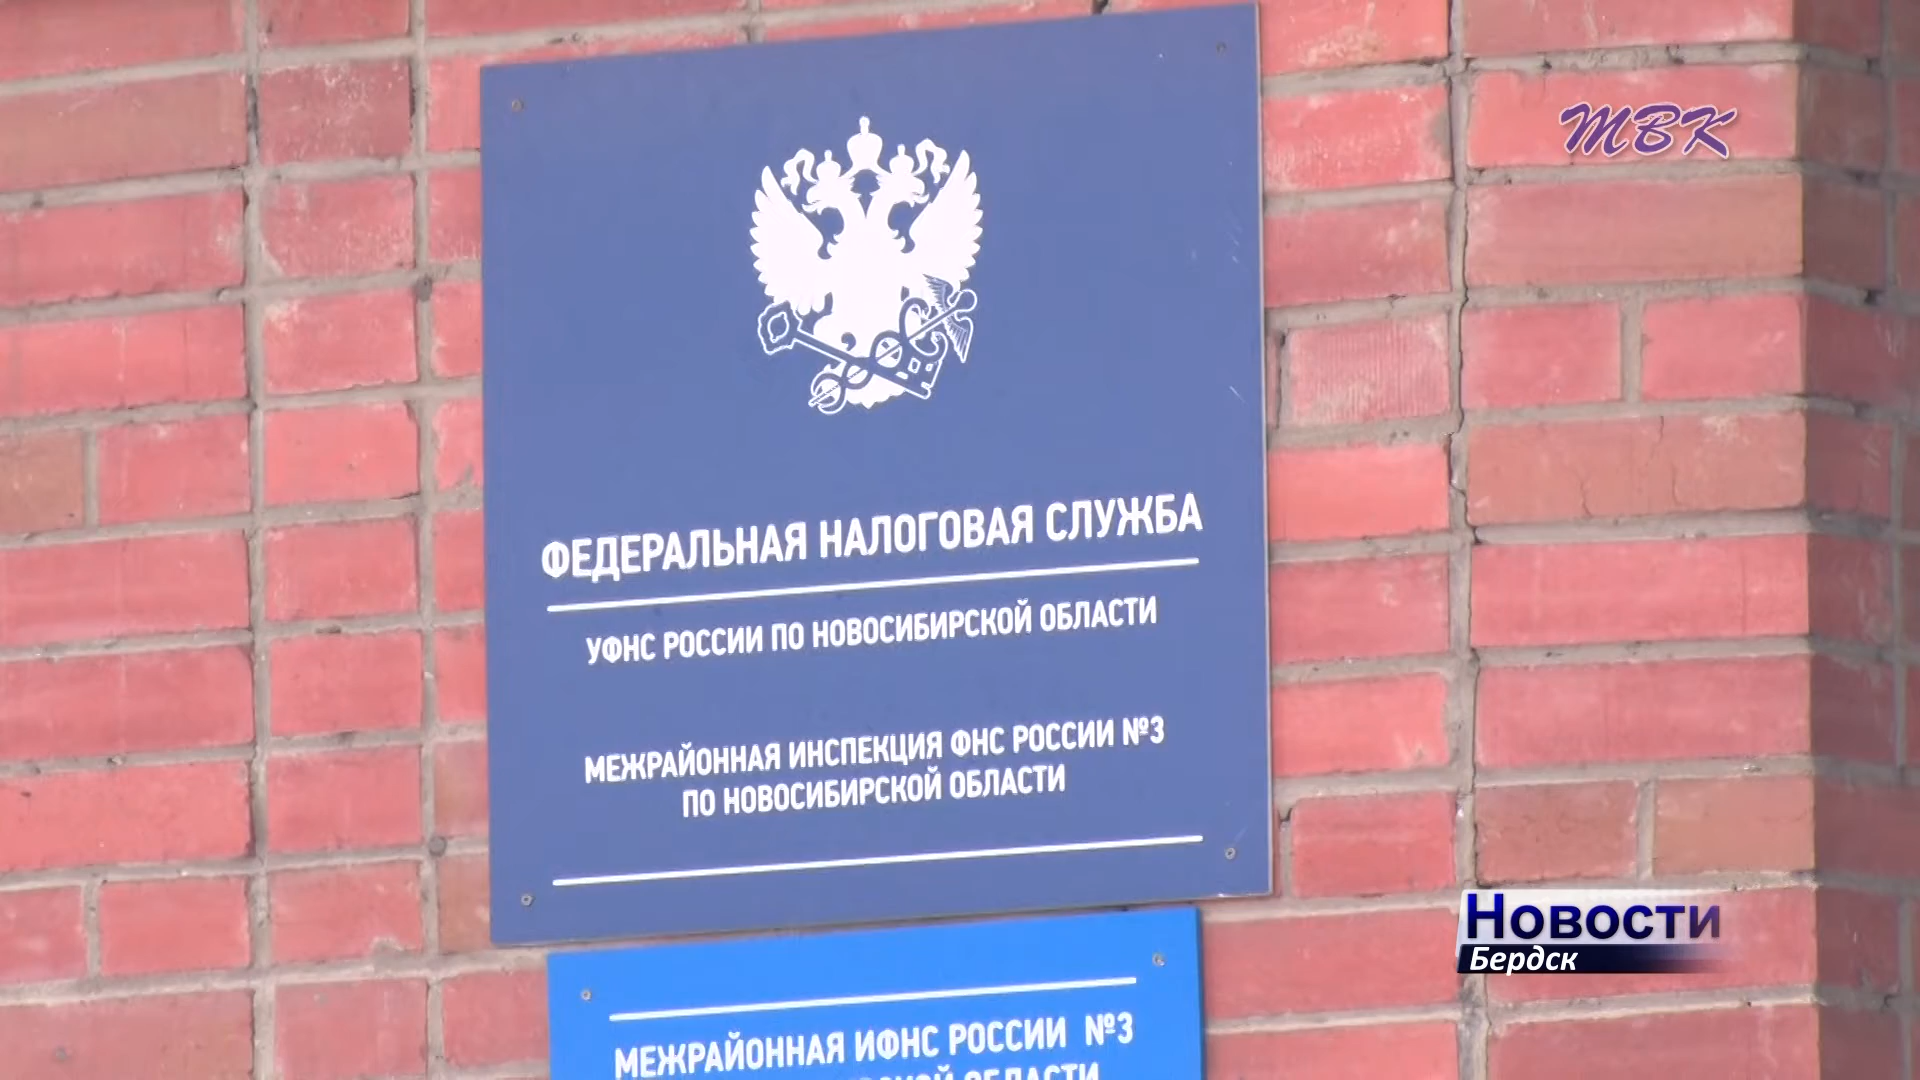 ТВК
ФЕДЕРАЛЬНАЯ НАЛОГОВАЯ СЛУЖБА
УФНС РОССИИ ПО НОВОСИБИРСКОЙ ОБЛАСТИ
МЕЖРАЙОННАЯ ИНСПЕКЦИЯ ФНС РОССИИ №3
ПО НОВОСИБИРСКОЙ ОБЛАСТИ
НОВОСТИ
Бердск
МЕЖРАЙОННАЯ ИФНС РОССИИ №3
ОБЛАСТИ